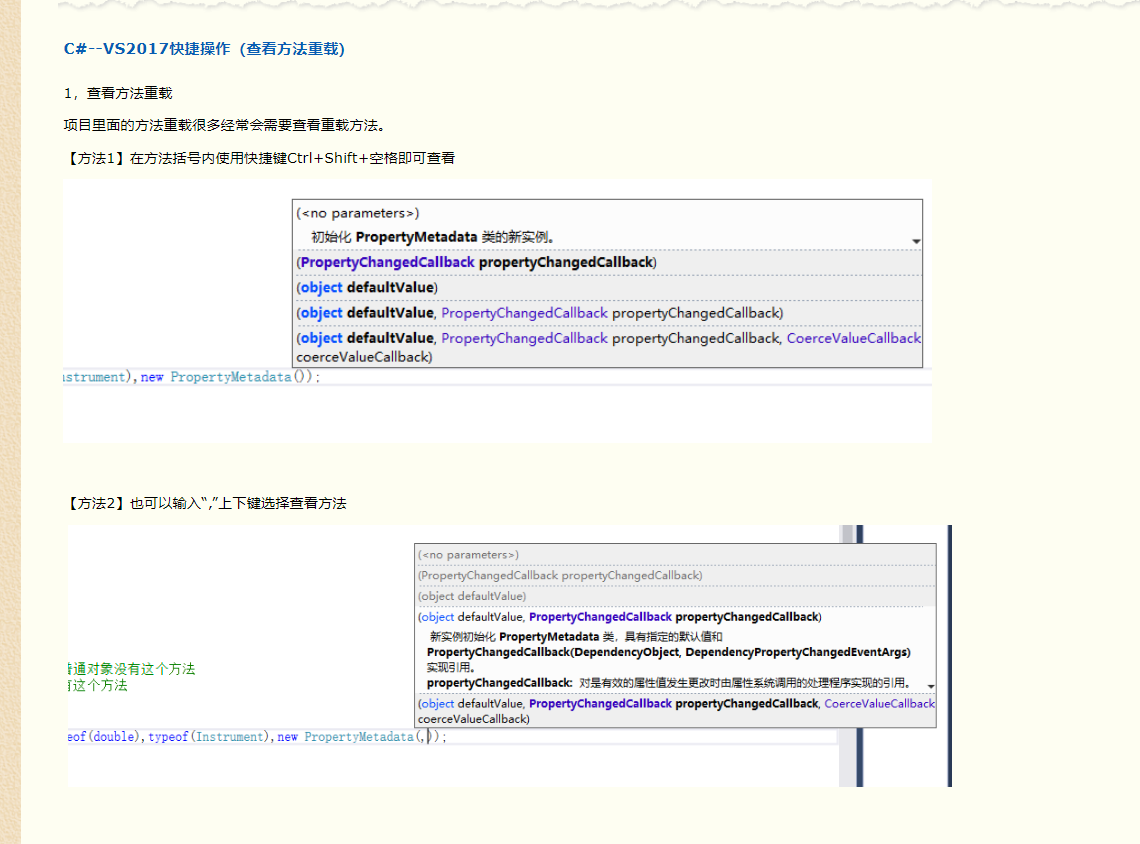 C#--VS2017快捷操作（查看方法重载)
1，查看方法重载
项目里面的方法重载很多经常会需要查看重载方法。
【方法1】在方法括号内使用快捷键Ctrl+Shift+空格即可查看
(<no parameters>)
初始化 PropertyMetadata 类的新实例。
(PropertyChangedCallback propertyChangedCallback)
(object defaultValue)
(object defaultValue, PropertyChangedCallback propertyChangedCallback)
(object defaultValue, PropertyChangedCallback propertyChangedCallback, CoerceValueCallback
coerceValueCallback)
nstrument),new PropertyMetadata());
【方法2】也可以输入“,”上下键选择查看方法
(<no parameters>)
(PropertyChangedCallback propertyChangedCallback)
(object defaultValue)
(object defaultValue, PropertyChangedCallback propertyChangedCallback)
新实例初始化 PropertyMetadata 类，具有指定的默认值和
PropertyChangedCallback(DependencyObject, DependencyPropertyChangedEventArgs)
实现引用。
propertyChangedCallback: 对是有效的属性值发生更改时由属性系统调用的处理程序实现的引用。
(object defaultValue, PropertyChangedCallback propertyChangedCallback, CoerceValueCallback
coerceValueCallback)
普通对象没有这个方法
有这个方法
eof(double),typeof(Instrument),new PropertyMetadata(,));